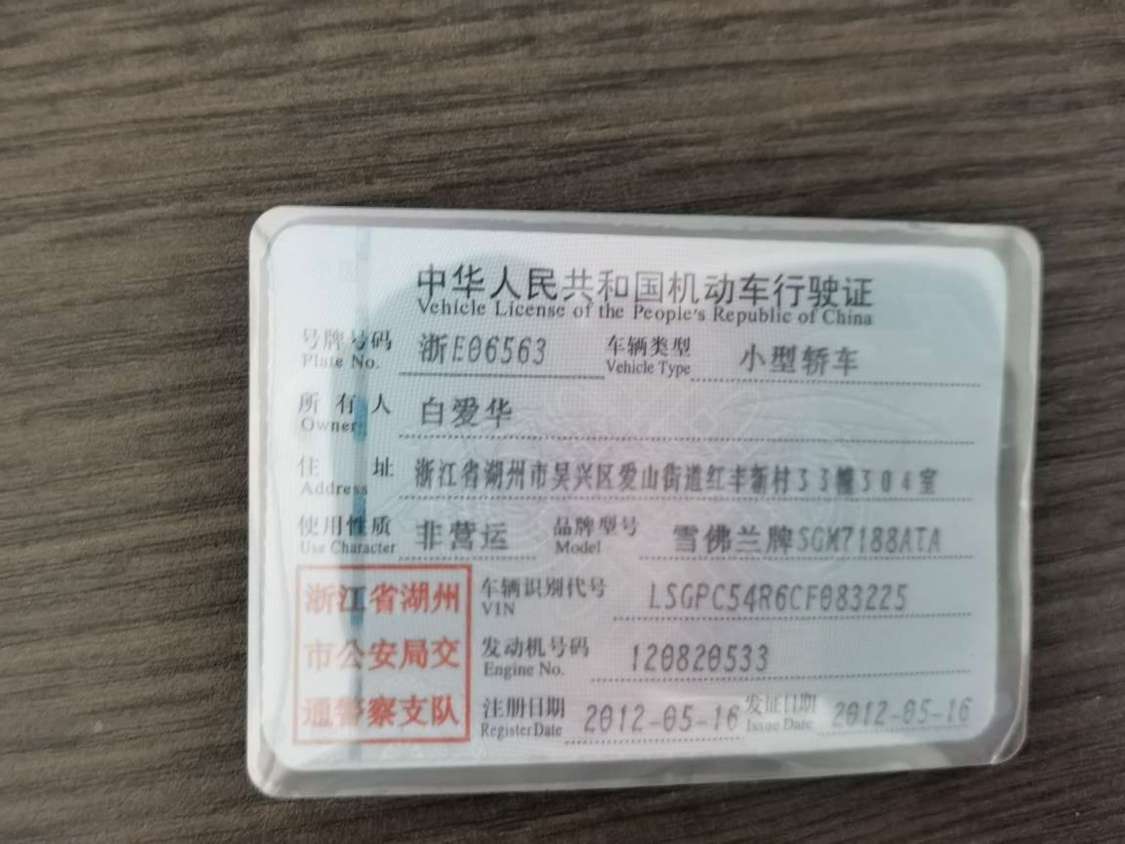 中华人民共和国机动车行驶证
Vehicle License of the People's Republic of China
号牌号码 浙E06563 车辆类型 小型轿车
Plate No. Vehicle Type
所有人 白爱华
Owner
住址 浙江省湖州市吴兴区爱山街道红丰新村33幢304室
Address
使用性质 非营运 品牌型号 雪佛兰牌SGM7188ATA
Use Character Model
浙江省湖州
市公安局交
通警察支队
车辆识别代号 LSGPC54R6CF083225
VIN
发动机号码 120820533
Engine No.
注册日期 2012-05-16 发证日期 2012-05-16
Register Date Issue Date